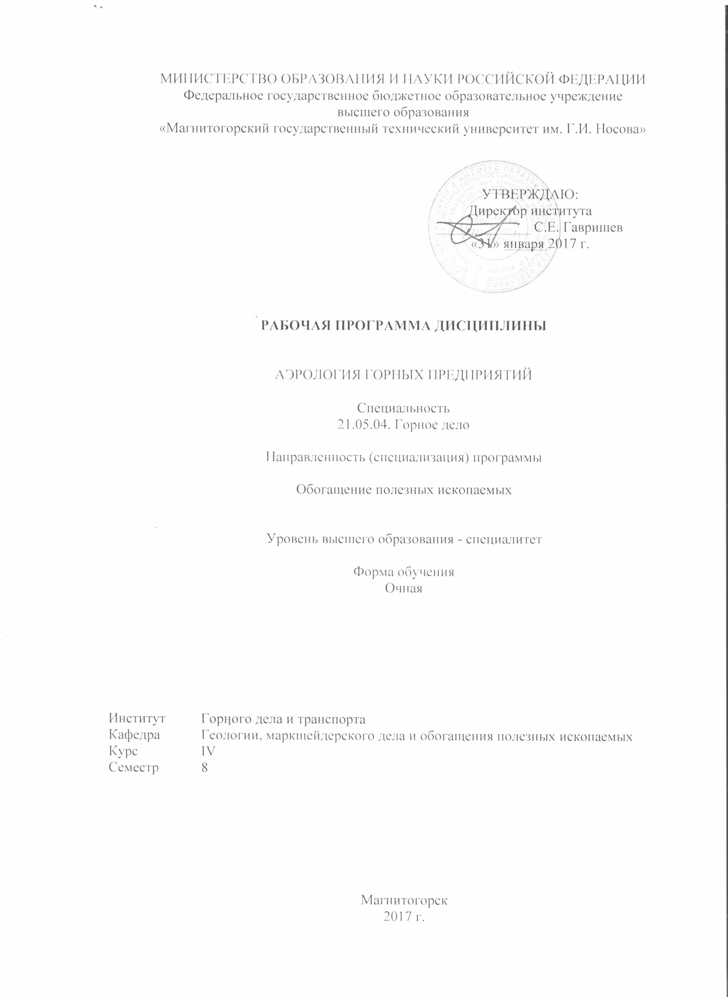 МИНИСТЕРСТВО ОБРАЗОВАНИЯ И НАУКИ РОССИЙСКОЙ ФЕДЕРАЦИИ
Федеральное государственное бюджетное образовательное учреждение
высшего образования
«Магнитогорский государственный технический университет им. Г.И. Носова»
УТВЕРЖДАЮ:
Директор института
С.Е. Гавришев
«31» января 2017 г.
РАБОЧАЯ ПРОГРАММА ДИСЦИПЛИНЫ
АЭРОЛОГИЯ ГОРНЫХ ПРЕДПРИЯТИЙ
Специальность
21.05.04. Горное дело
Направленность (специализация) программы
Обогащение полезных ископаемых
Уровень высшего образования - специалитет
Форма обучения
Очная
Институт Горного дела и транспорта
Кафедра Геологии, маркшейдерского дела и обогащения полезных ископаемых
Курс IV
Семестр 8
Магнитогорск
2017 г.